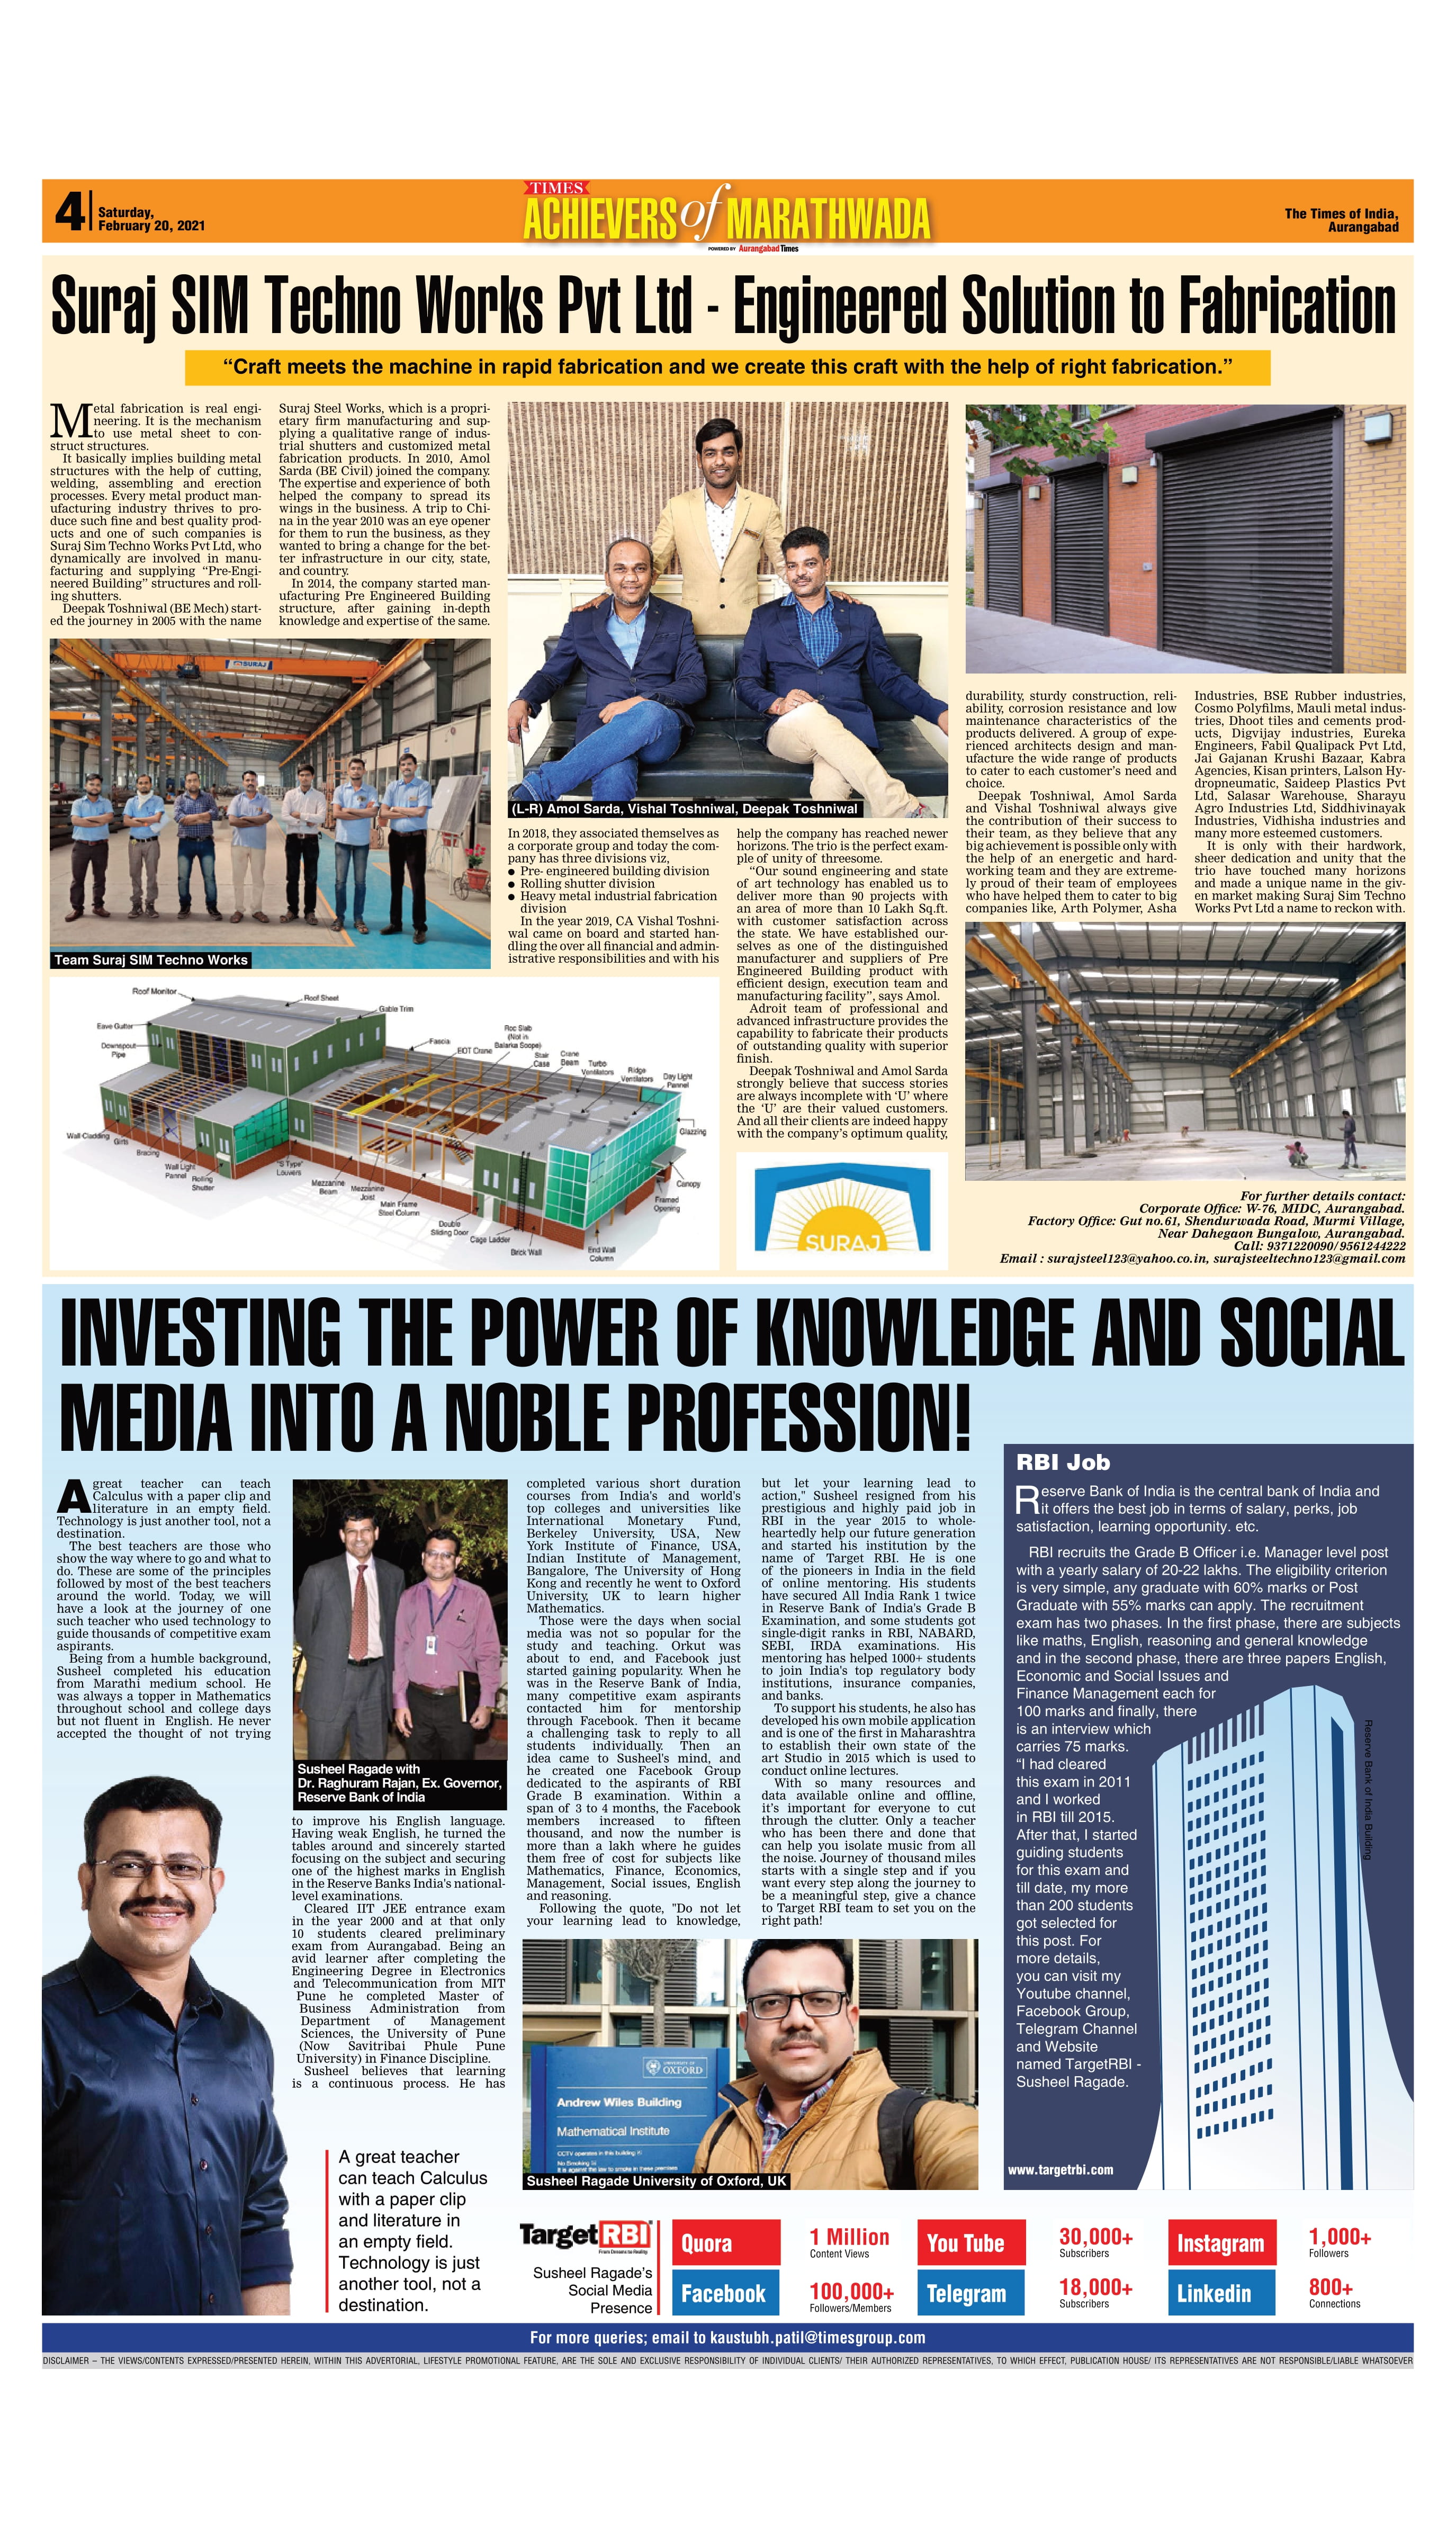 4
Saturday,
February 20, 2021
TIMES
ACHIEVERS of MARATHWADA
POWERED BY Aurangabad Times
The Times of India,
Aurangabad
Suraj SIM Techno Works Pvt Ltd - Engineered Solution to Fabrication
“Craft meets the machine in rapid fabrication and we create this craft with the help of right fabrication.”
Metal fabrication is real engi-
neering. It is the mechanism
to use metal sheet to con-
struct structures.
It basically implies building metal
structures with the help of cutting,
welding, assembling and erection
processes. Every metal product man-
ufacturing industry thrives to pro-
duce such fine and best quality prod-
ucts and one of such companies is
Suraj Sim Techno Works Pvt Ltd, who
dynamically are involved in manu-
facturing and supplying “Pre-Engi-
neered Building” structures and roll-
ing shutters.
Deepak Toshniwal (BE Mech) start-
ed the journey in 2005 with the name
Suraj Steel Works, which is a propri-
etary firm manufacturing and sup-
plying a qualitative range of indus-
trial shutters and customized metal
fabrication products. In 2010, Amol
Sarda (BE Civil) joined the company.
The expertise and experience of both
helped the company to spread its
wings in the business. A trip to Chi-
na in the year 2010 was an eye opener
for them to run the business, as they
wanted to bring a change for the bet-
ter infrastructure in our city, state,
and country.
In 2014, the company started man-
ufacturing Pre Engineered Building
structure, after gaining in-depth
knowledge and expertise of the same.
SURAJ
Team Suraj SIM Techno Works
(L-R) Amol Sarda, Vishal Toshniwal, Deepak Toshniwal
In 2018, they associated themselves as
a corporate group and today the com-
pany has three divisions viz,
● Pre- engineered building division
● Rolling shutter division
● Heavy metal industrial fabrication
division
In the year 2019, CA Vishal Toshni-
wal came on board and started han-
dling the over all financial and admin-
istrative responsibilities and with his
help the company has reached newer
horizons. The trio is the perfect exam-
ple of unity of threesome.
“Our sound engineering and state
of art technology has enabled us to
deliver more than 90 projects with
an area of more than 10 Lakh Sq.ft.
with customer satisfaction across
the state. We have established our-
selves as one of the distinguished
manufacturer and suppliers of Pre
Engineered Building product with
efficient design, execution team and
manufacturing facility”, says Amol.
Adroit team of professional and
advanced infrastructure provides the
capability to fabricate their products
of outstanding quality with superior
finish.
Deepak Toshniwal and Amol Sarda
strongly believe that success stories
are always incomplete with ‘U’ where
the ‘U’ are their valued customers.
And all their clients are indeed happy
with the company’s optimum quality,
durability, sturdy construction, reli-
ability, corrosion resistance and low
maintenance characteristics of the
products delivered. A group of expe-
rienced architects design and man-
ufacture the wide range of products
to cater to each customer’s need and
choice.
Deepak Toshniwal, Amol Sarda
and Vishal Toshniwal always give
the contribution of their success to
their team, as they believe that any
big achievement is possible only with
the help of an energetic and hard-
working team and they are extreme-
ly proud of their team of employees
who have helped them to cater to big
companies like, Arth Polymer, Asha
Industries, BSE Rubber industries,
Cosmo Polyfilms, Mauli metal indus-
tries, Dhoot tiles and cements prod-
ucts, Digvijay industries, Eureka
Engineers, Fabil Qualipack Pvt Ltd,
Jai Gajanan Krushi Bazaar, Kabra
Agencies, Kisan printers, Lalson Hy-
dropneumatic, Saideep Plastics Pvt
Ltd, Salasar Warehouse, Sharayu
Agro Industries Ltd, Siddhivinayak
Industries, Vidhisha industries and
many more esteemed customers.
It is only with their hardwork,
sheer dedication and unity that the
trio have touched many horizons
and made a unique name in the giv-
en market making Suraj Sim Techno
Works Pvt Ltd a name to reckon with.
Roof Monitor
Roof Sheet
Gable Trim
Eave Gutter
Downspout
Pipe
Fascia
EOT Crane
Rcc Slab
(Not in
Balarka Scope)
Stair
Case
Crane
Beam
Turbo
Ventilators
Ridge
Ventilators
Day Light
Pannel
Glazzing
Wall Cladding
Girts
Bracing
Wall Light
Pannel
Rolling
Shutter
"S Type"
Louvers
Mezzanine
Beam
Mezzanine
Joist
Main Frame
Steel Column
Double
Sliding Door
Cage Ladder
Brick Wall
End Wall
Column
Framed
Opening
Canopy
SURAJ
For further details contact:
Corporate Office: W-76, MIDC, Aurangabad.
Factory Office: Gut no.61, Shendurwada Road, Murmi Village,
Near Dahegaon Bungalow, Aurangabad.
Call: 9371220090/9561244222
Email : surajsteel123@yahoo.co.in, surajsteeltechno123@gmail.com
INVESTING THE POWER OF KNOWLEDGE AND SOCIAL
MEDIA INTO A NOBLE PROFESSION!
A great teacher can teach
Calculus with a paper clip and
literature in an empty field.
Technology is just another tool, not a
destination.
The best teachers are those who
show the way where to go and what to
do. These are some of the principles
followed by most of the best teachers
around the world. Today, we will
have a look at the journey of one
such teacher who used technology to
guide thousands of competitive exam
aspirants.
Being from a humble background,
Susheel completed his education
from Marathi medium school. He
was always a topper in Mathematics
throughout school and college days
but not fluent in English. He never
accepted the thought of not trying
Susheel Ragade with
Dr. Raghuram Rajan, Ex. Governor,
Reserve Bank of India
to improve his English language.
Having weak English, he turned the
tables around and sincerely started
focusing on the subject and securing
one of the highest marks in English
in the Reserve Banks India's national-
level examinations.
Cleared IIT JEE entrance exam
in the year 2000 and at that only
10 students cleared preliminary
exam from Aurangabad. Being an
avid learner after completing the
Engineering Degree in Electronics
and Telecommunication from MIT
Pune he completed Master of
Business Administration from
Department of Management
Sciences, the University of Pune
(Now Savitribai Phule Pune
University) in Finance Discipline.
Susheel believes that learning
is a continuous process. He has
completed various short duration
courses from India's and world's
top colleges and universities like
International Monetary Fund,
Berkeley University, USA, New
York Institute of Finance, USA,
Indian Institute of Management,
Bangalore, The University of Hong
Kong and recently he went to Oxford
University, UK to learn higher
Mathematics.
Those were the days when social
media was not so popular for the
study and teaching. Orkut was
about to end, and Facebook just
started gaining popularity. When he
was in the Reserve Bank of India,
many competitive exam aspirants
contacted him for mentorship
through Facebook. Then it became
a challenging task to reply to all
students individually. Then an
idea came to Susheel's mind, and
he created one Facebook Group
dedicated to the aspirants of RBI
Grade B examination. Within a
span of 3 to 4 months, the Facebook
members increased to fifteen
thousand, and now the number is
more than a lakh where he guides
them free of cost for subjects like
Mathematics, Finance, Economics,
Management, Social issues, English
and reasoning.
Following the quote, "Do not let
your learning lead to knowledge,
but let your learning lead to
action," Susheel resigned from his
prestigious and highly paid job in
RBI in the year 2015 to whole-
heartedly help our future generation
and started his institution by the
name of Target RBI. He is one
of the pioneers in India in the field
of online mentoring. His students
have secured All India Rank 1 twice
in Reserve Bank of India's Grade B
Examination, and some students got
single-digit ranks in RBI, NABARD,
SEBI, IRDA examinations. His
mentoring has helped 1000+ students
to join India's top regulatory body
institutions, insurance companies,
and banks.
To support his students, he also has
developed his own mobile application
and is one of the first in Maharashtra
to establish their own state of the
art Studio in 2015 which is used to
conduct online lectures.
With so many resources and
data available online and offline,
it's important for everyone to cut
through the clutter. Only a teacher
who has been there and done that
can help you isolate music from all
the noise. Journey of thousand miles
starts with a single step and if you
want every step along the journey to
be a meaningful step, give a chance
to Target RBI team to set you on the
right path!
A great teacher
can teach Calculus
with a paper clip
and literature in
an empty field.
Technology is just
another tool, not a
destination.
UNIVERSITY OF
OXFORD
Andrew Wiles Building
Mathematical Institute
CCTV operates in this building
No Smoking
It is against the law to smoke in these premises
Susheel Ragade University of Oxford, UK
RBI Job
Reserve Bank of India is the central bank of India and
it offers the best job in terms of salary, perks, job
satisfaction, learning opportunity. etc.
RBI recruits the Grade B Officer i.e. Manager level post
with a yearly salary of 20-22 lakhs. The eligibility criterion
is very simple, any graduate with 60% marks or Post
Graduate with 55% marks can apply. The recruitment
exam has two phases. In the first phase, there are subjects
like maths, English, reasoning and general knowledge
and in the second phase, there are three papers English,
Economic and Social Issues and
Finance Management each for
100 marks and finally, there
is an interview which
carries 75 marks.
“I had cleared
this exam in 2011
and I worked
in RBI till 2015.
After that, I started
guiding students
for this exam and
till date, my more
than 200 students
got selected for
this post. For
more details,
you can visit my
Youtube channel,
Facebook Group,
Telegram Channel
and Website
named TargetRBI -
Susheel Ragade.
Reserve Bank of India Building
www.targetrbi.com
Target RBI
From Dreams to Reality
Susheel Ragade’s
Social Media
Presence
Quora
1 Million
Content Views
You Tube
30,000+
Subscribers
Instagram
1,000+
Followers
Facebook
100,000+
Followers/Members
Telegram
18,000+
Subscribers
Linkedin
800+
Connections
For more queries; email to kaustubh.patil@timesgroup.com
DISCLAIMER – THE VIEWS/CONTENTS EXPRESSED/PRESENTED HEREIN, WITHIN THIS ADVERTORIAL, LIFESTYLE PROMOTIONAL FEATURE, ARE THE SOLE AND EXCLUSIVE RESPONSIBILITY OF INDIVIDUAL CLIENTS/ THEIR AUTHORIZED REPRESENTATIVES, TO WHICH EFFECT, PUBLICATION HOUSE/ ITS REPRESENTATIVES ARE NOT RESPONSIBLE/LIABLE WHATSOEVER